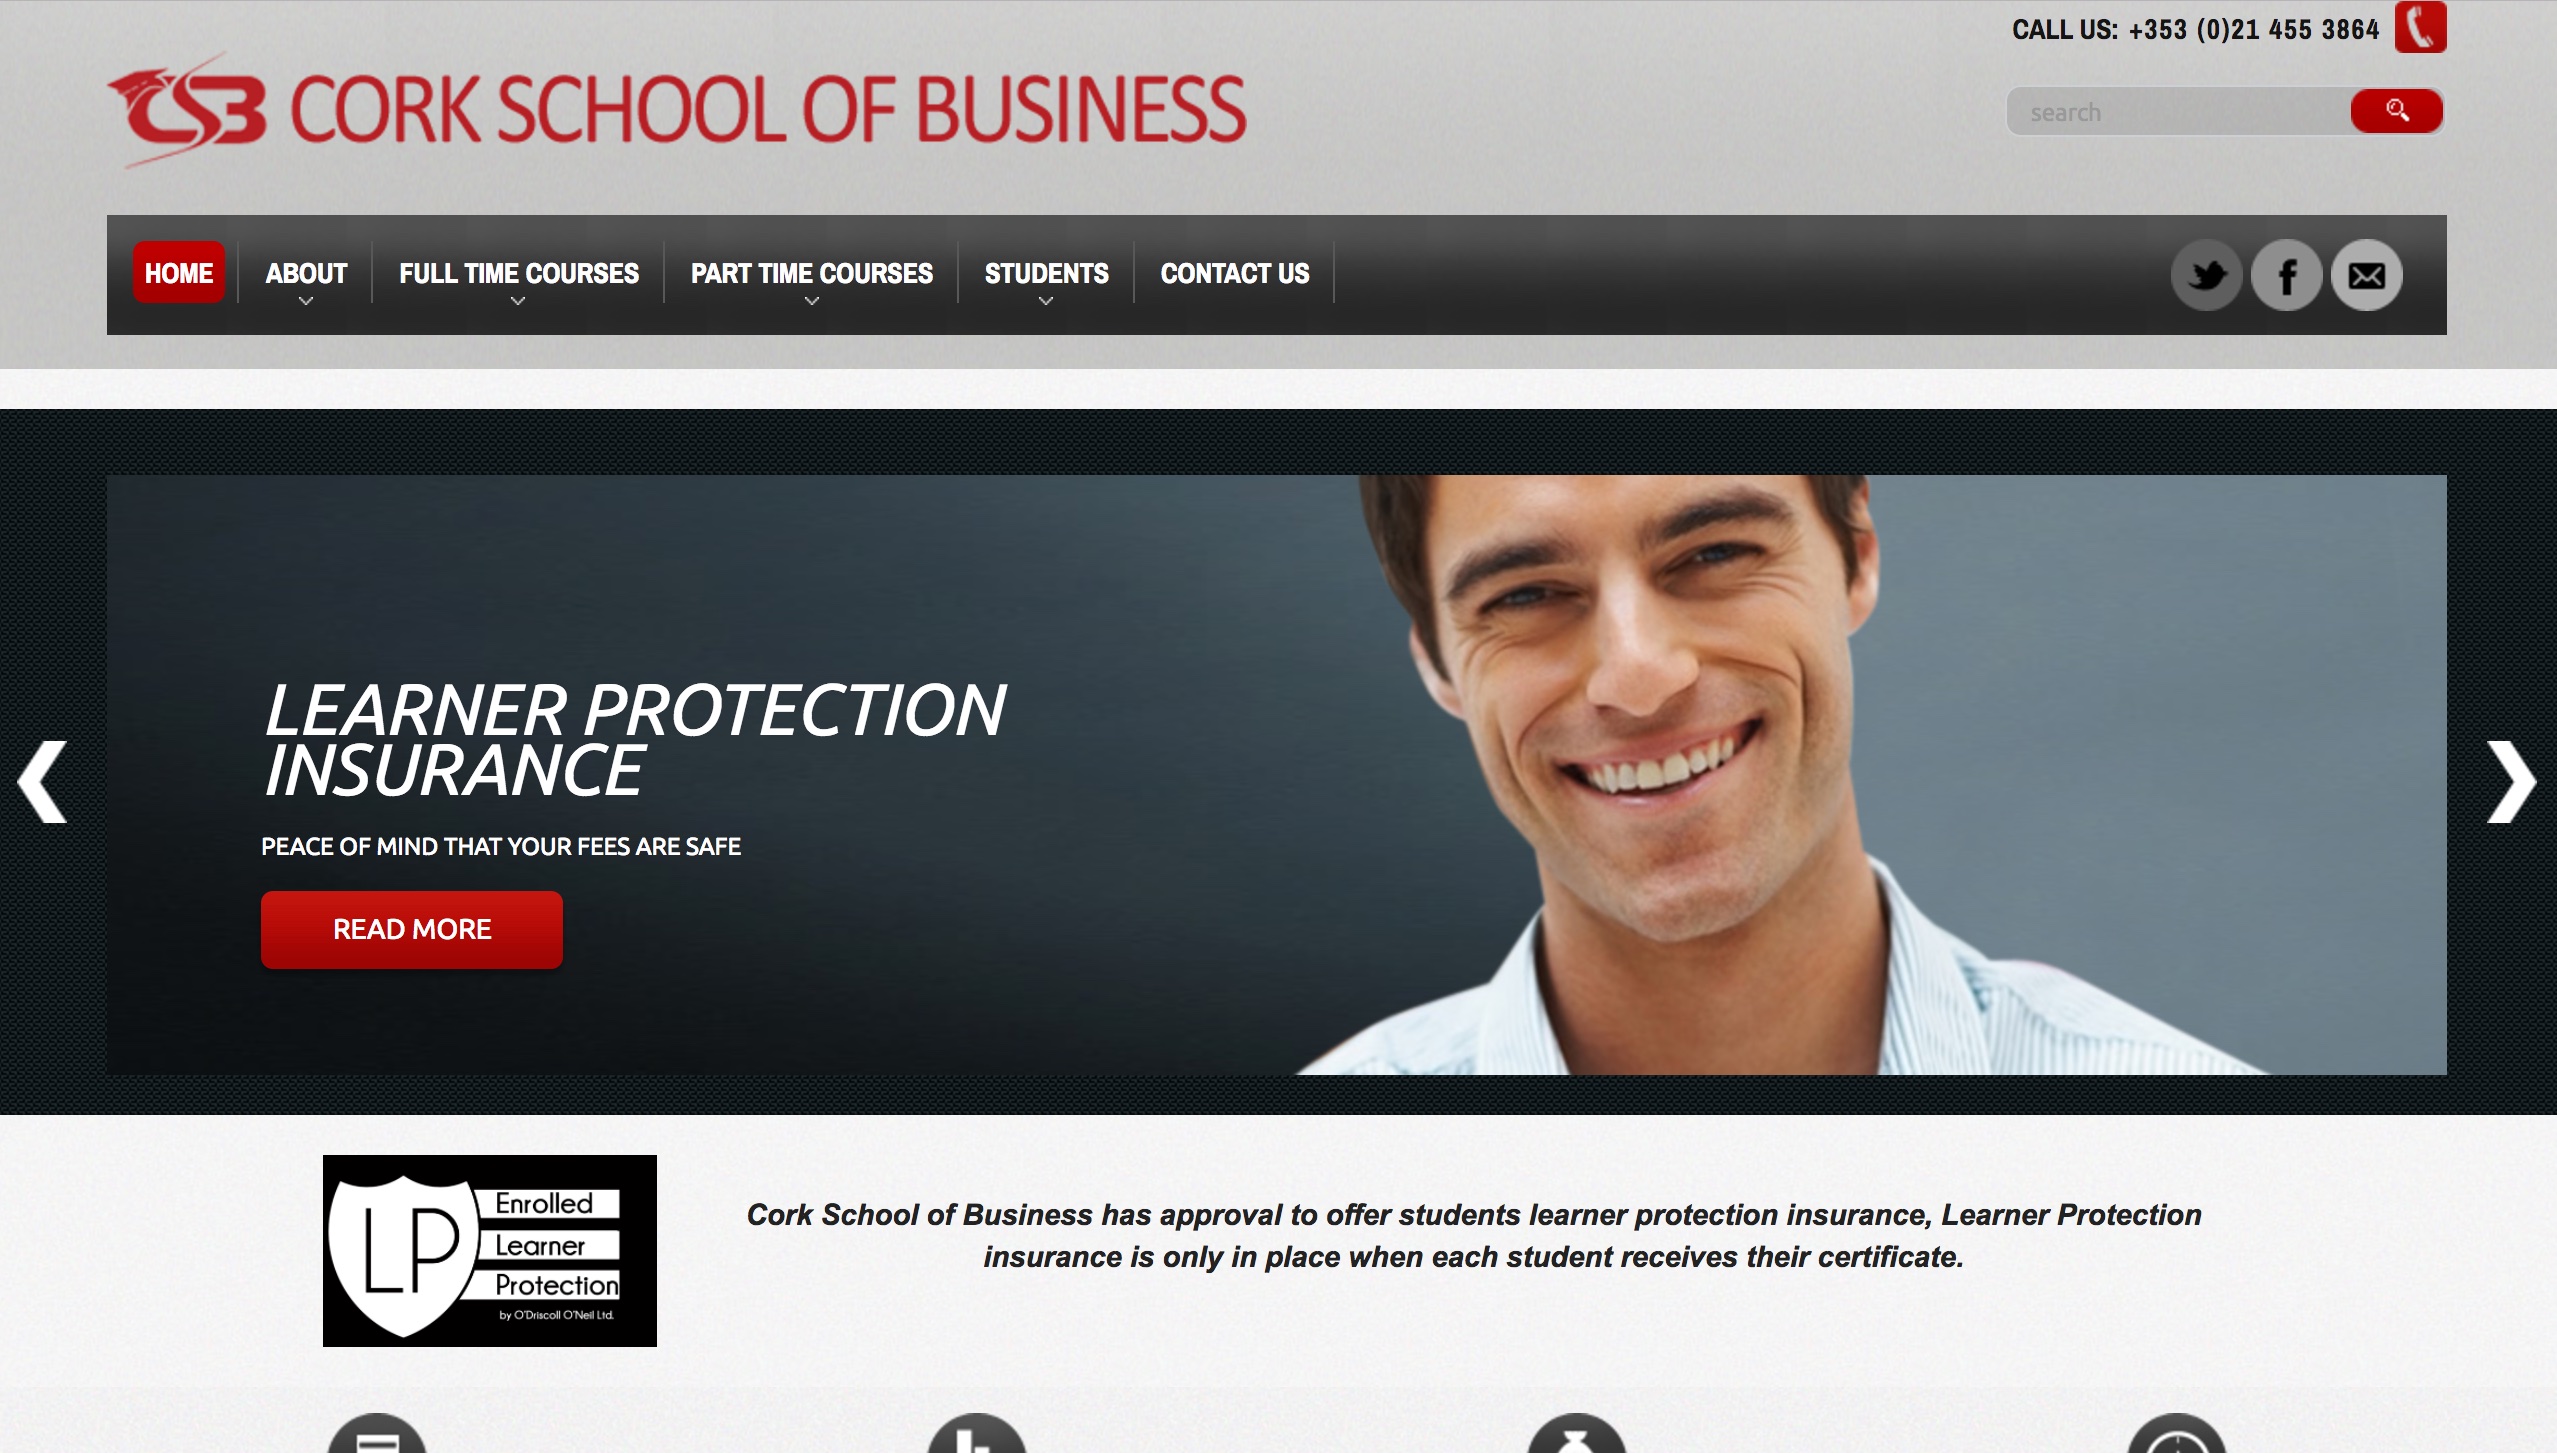 CALL US: +353 (0)21 455 3864
CSB CORK SCHOOL OF BUSINESS
search
HOME
ABOUT
FULL TIME COURSES
PART TIME COURSES
STUDENTS
CONTACT US
LEARNER PROTECTION
INSURANCE
PEACE OF MIND THAT YOUR FEES ARE SAFE
READ MORE
LP
Enrolled
Learner
Protection
by O'Driscoll O'Neil Ltd.
Cork School of Business has approval to offer students learner protection insurance, Learner Protection
insurance is only in place when each student receives their certificate.